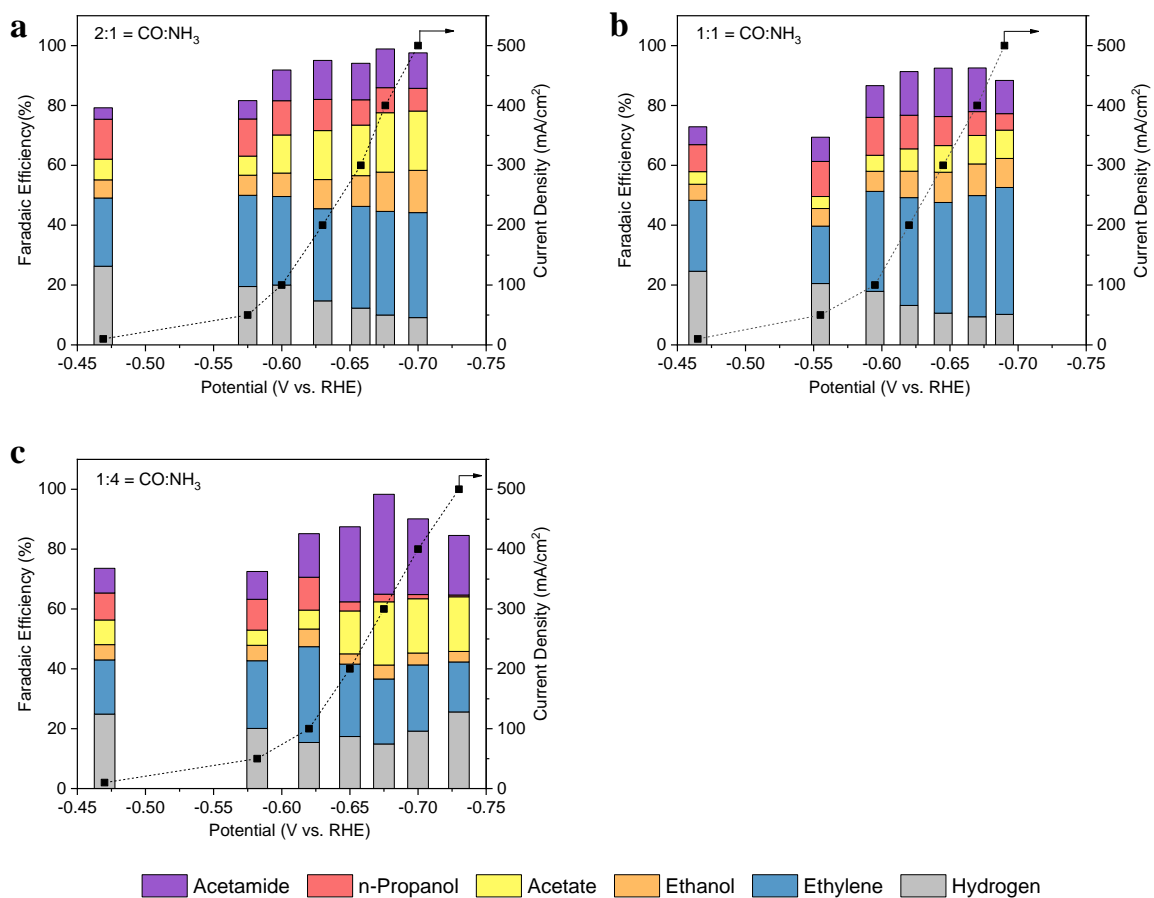 a
2:1 = CO:NH₃
100
80
60
40
20
0
Faradaic Efficiency(%)
500
400
300
200
100
0
Current Density (mA/cm²)
-0.45 -0.50 -0.55 -0.60 -0.65 -0.70 -0.75
Potential (V vs. RHE)
b
1:1 = CO:NH₃
100
80
60
40
20
0
Faradaic Efficiency (%)
500
400
300
200
100
0
Current Density (mA/cm²)
-0.45 -0.50 -0.55 -0.60 -0.65 -0.70 -0.75
Potential (V vs. RHE)
c
1:4 = CO:NH₃
100
80
60
40
20
0
Faradaic Efficiency (%)
500
400
300
200
100
0
Current Density (mA/cm²)
-0.45 -0.50 -0.55 -0.60 -0.65 -0.70 -0.75
Potential (V vs. RHE)
Acetamide n-Propanol Acetate Ethanol Ethylene Hydrogen